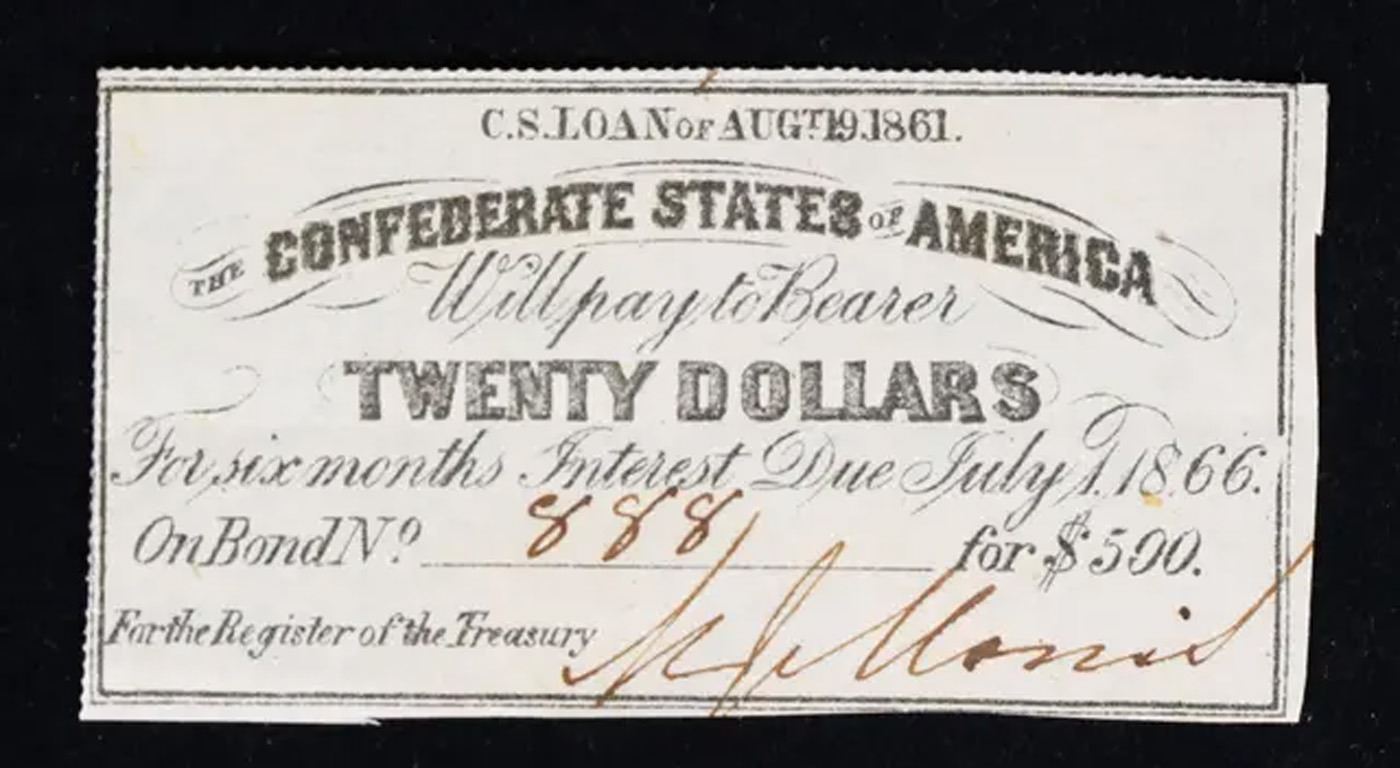 C.S. LOAN OF AUGT. 19. 1861.
THE CONFEDERATE STATES OF AMERICA
Will pay to Bearer
TWENTY DOLLARS
For six months Interest Due July 1. 1866.
On Bond No. 888 for $500.
For the Register of the Treasury